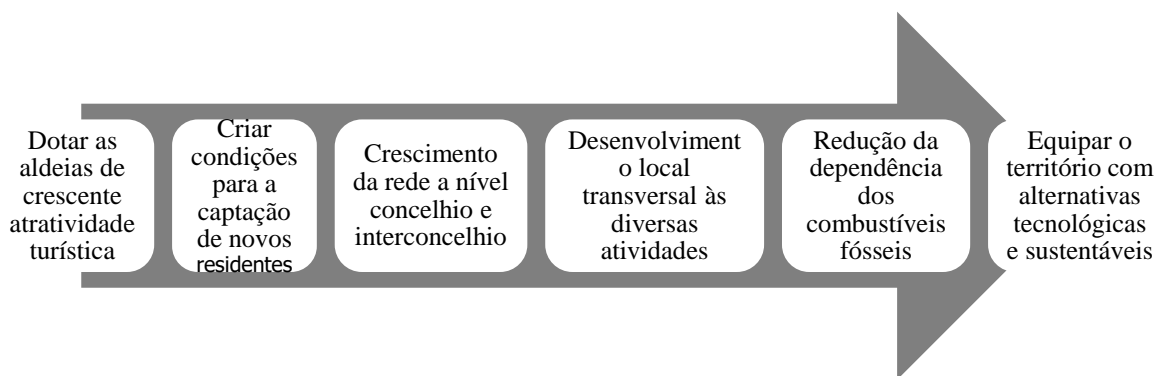 Dotar as
aldeias de
crescente
atratividade
turística
Criar
condições
para a
captação
de novos
residentes
Crescimento
da rede a nível
concelhio e
interconcelhio
Desenvolviment
o local
transversal às
diversas
atividades
Redução da
dependência
dos
combustíveis
fósseis
Equipar o
território com
alternativas
tecnológicas
e sustentáveis